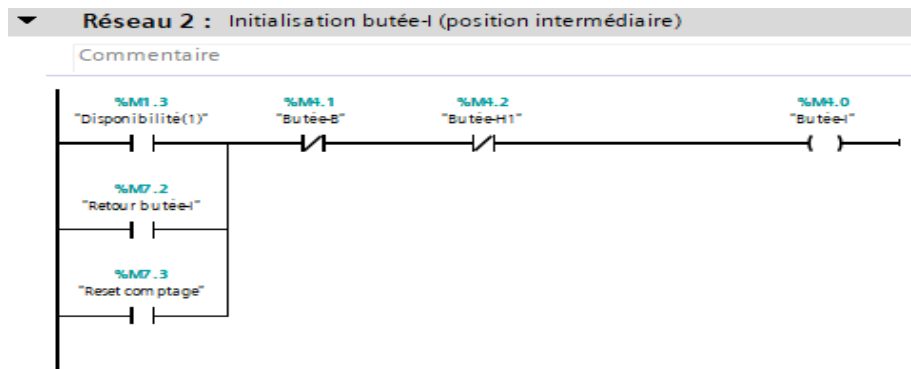 Réseau 2 : Initialisation butée-I (position intermédiaire)
Commentaire
%M1.3 %M4.1 %M4.2 %M4.0
"Disponibilité(1)" "Butée-B" "Butée-H1" "Butée-I"
%M7.2
"Retour butée-I"
%M7.3
"Reset comptage"